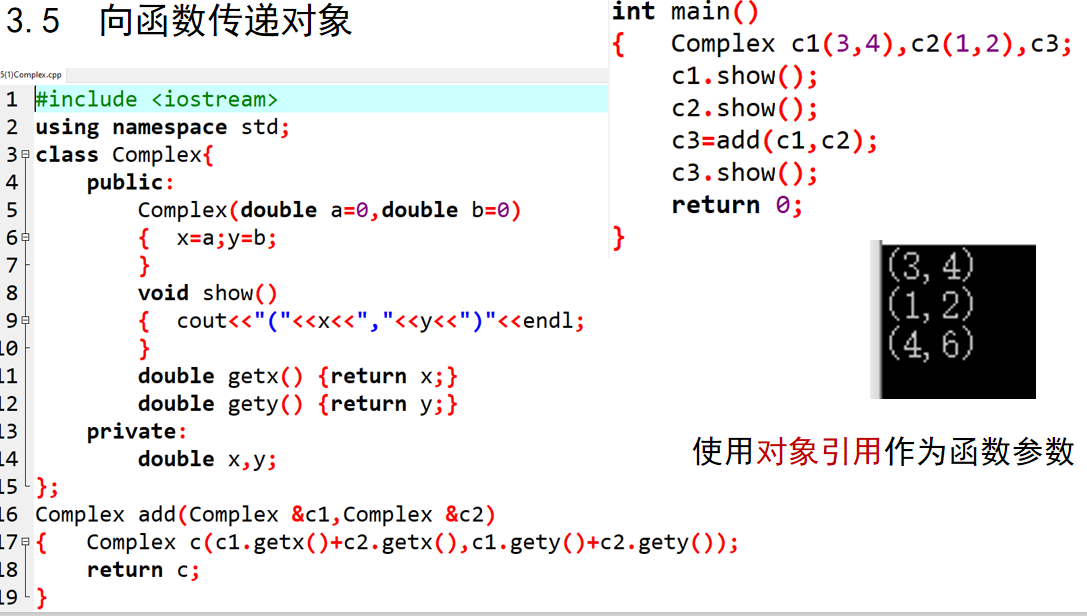 3.5 向函数传递对象
5(1)Complex.cpp
1 #include <iostream>
2 using namespace std;
3 class Complex{
4 public:
5 Complex(double a=0,double b=0)
6 { x=a;y=b;
7 }
8 void show()
9 { cout<<"("<<x<<","<<y<<")"<<endl;
10 }
11 double getx() {return x;}
12 double gety() {return y;}
13 private:
14 double x,y;
15 };
16 Complex add(Complex &c1,Complex &c2)
17 { Complex c(c1.getx()+c2.getx(),c1.gety()+c2.gety());
18 return c;
19 }
int main()
{ Complex c1(3,4),c2(1,2),c3;
c1.show();
c2.show();
c3=add(c1,c2);
c3.show();
return 0;
}
(3,4)
(1,2)
(4,6)
使用对象引用作为函数参数